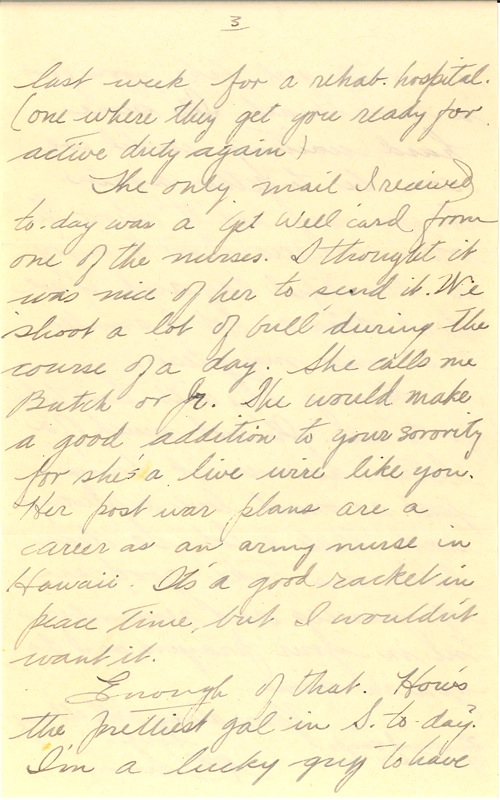 3
last week for a rehab. hospital.
(one where they get you ready for
active duty again)
The only mail I received
to-day was a "get well" card from
one of the nurses. I thought it
was nice of her to send it. We
"shoot a lot of bull" during the
course of a day. She calls me
Butch or Jr. She would make
a good addition to your sorority
for she's a live wire like you.
Her post war plans are a
career as an army nurse in
Hawaii. It's a good racket in
peace time, but I wouldn't
want it.
Enough of that. How's
the prettiest gal in S. to-day?
I'm a lucky guy to have